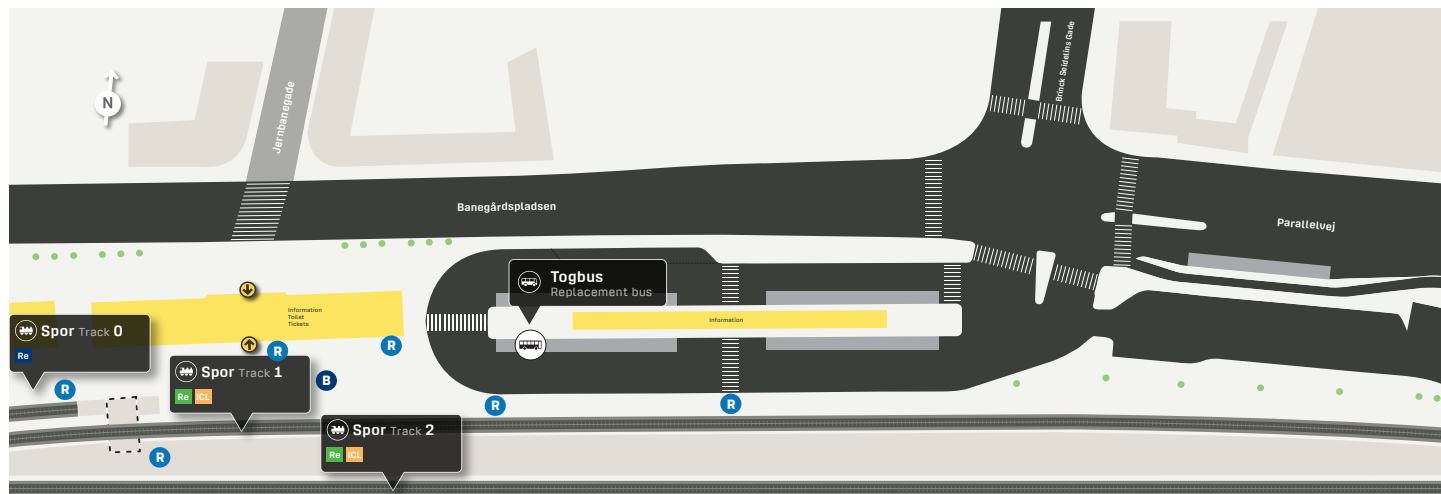 Brinck Seidelins Gade
Jernbanegade
N
Banegårdspladsen
Parallelvej
Togbus
Replacement bus
Information
Toilet
Tickets
Information
Spor Track 0
Re
R
R
R
Spor Track 1
Re ICL
B
R
R
Spor Track 2
Re ICL
R